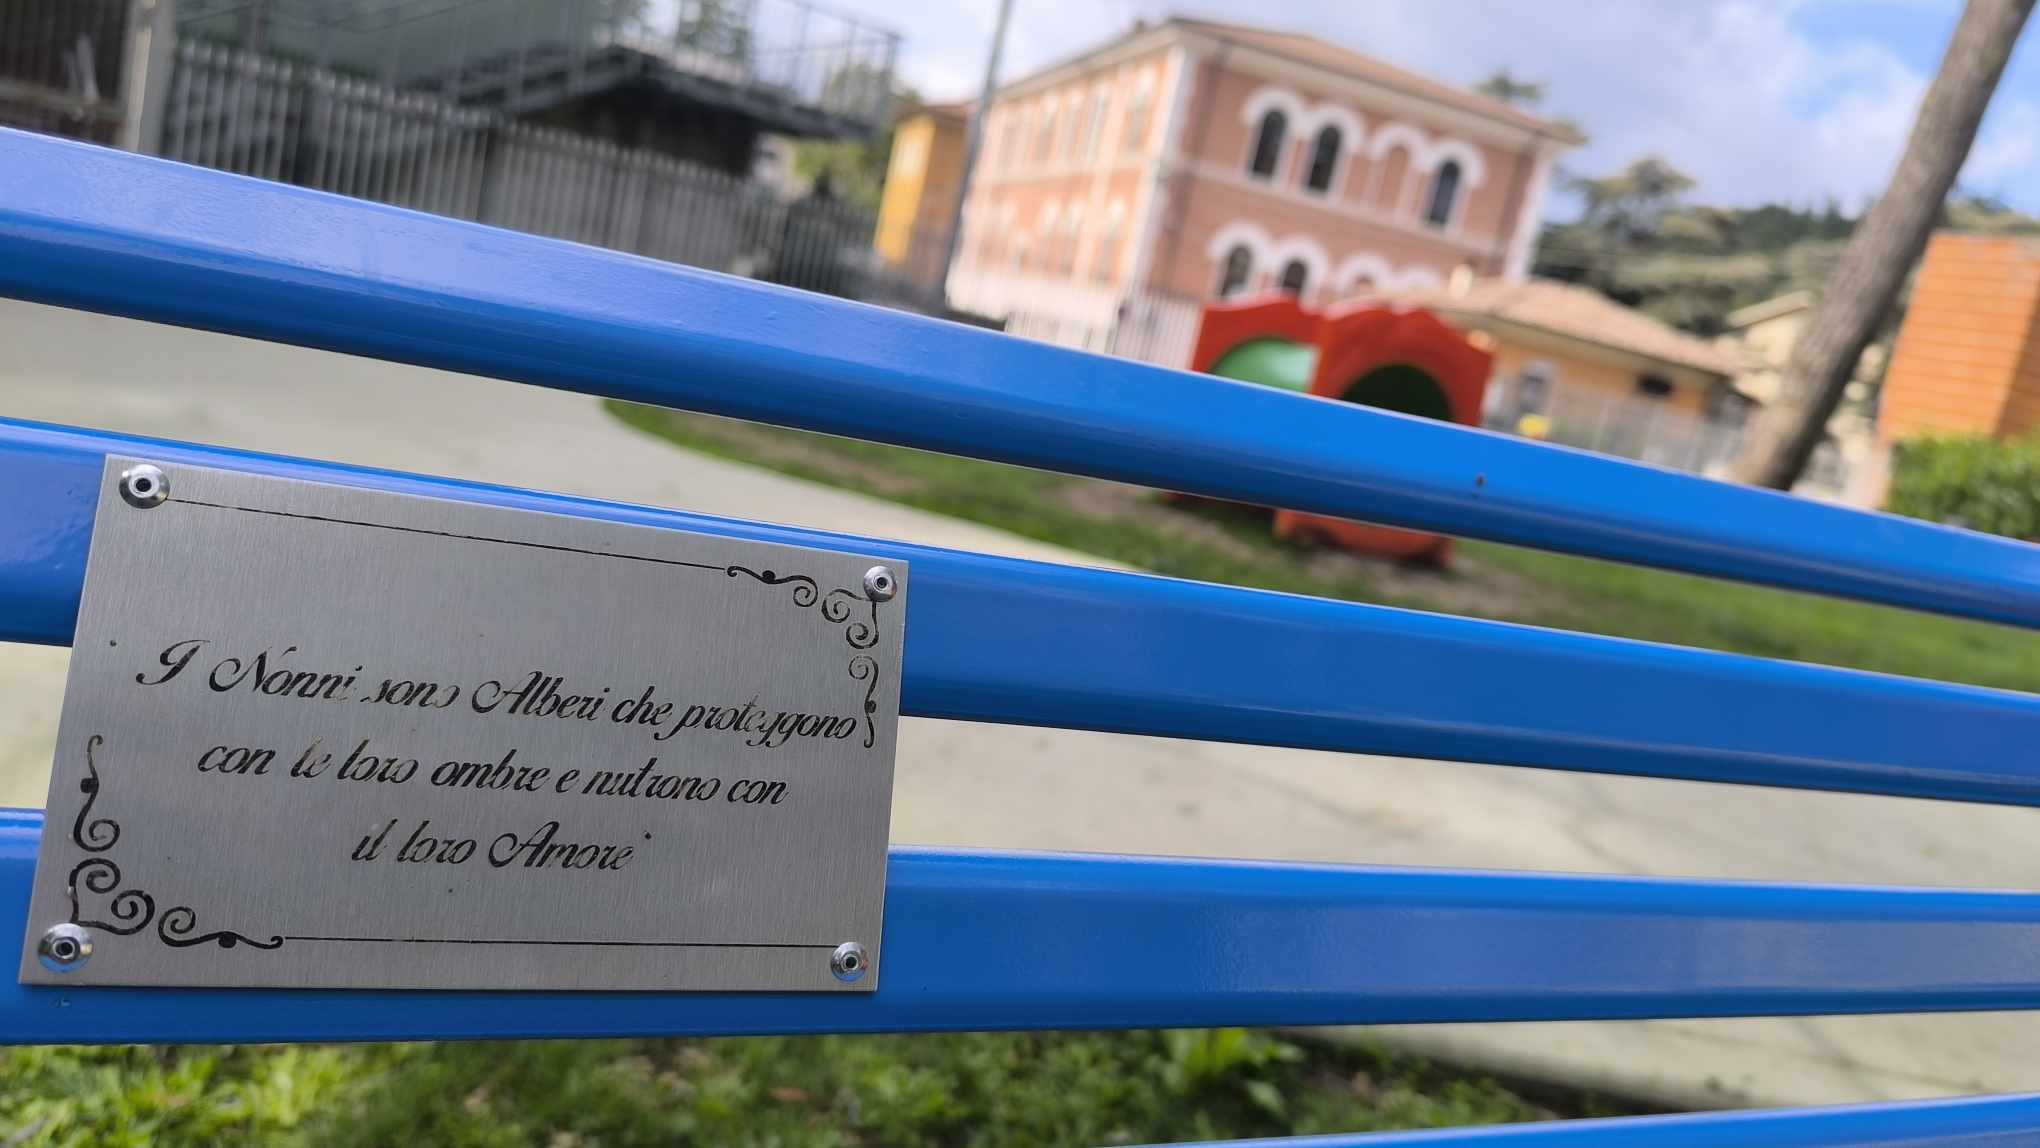 "I Nonni sono Alberi che proteggono
con le loro ombre e nutrono con
il loro Amore"